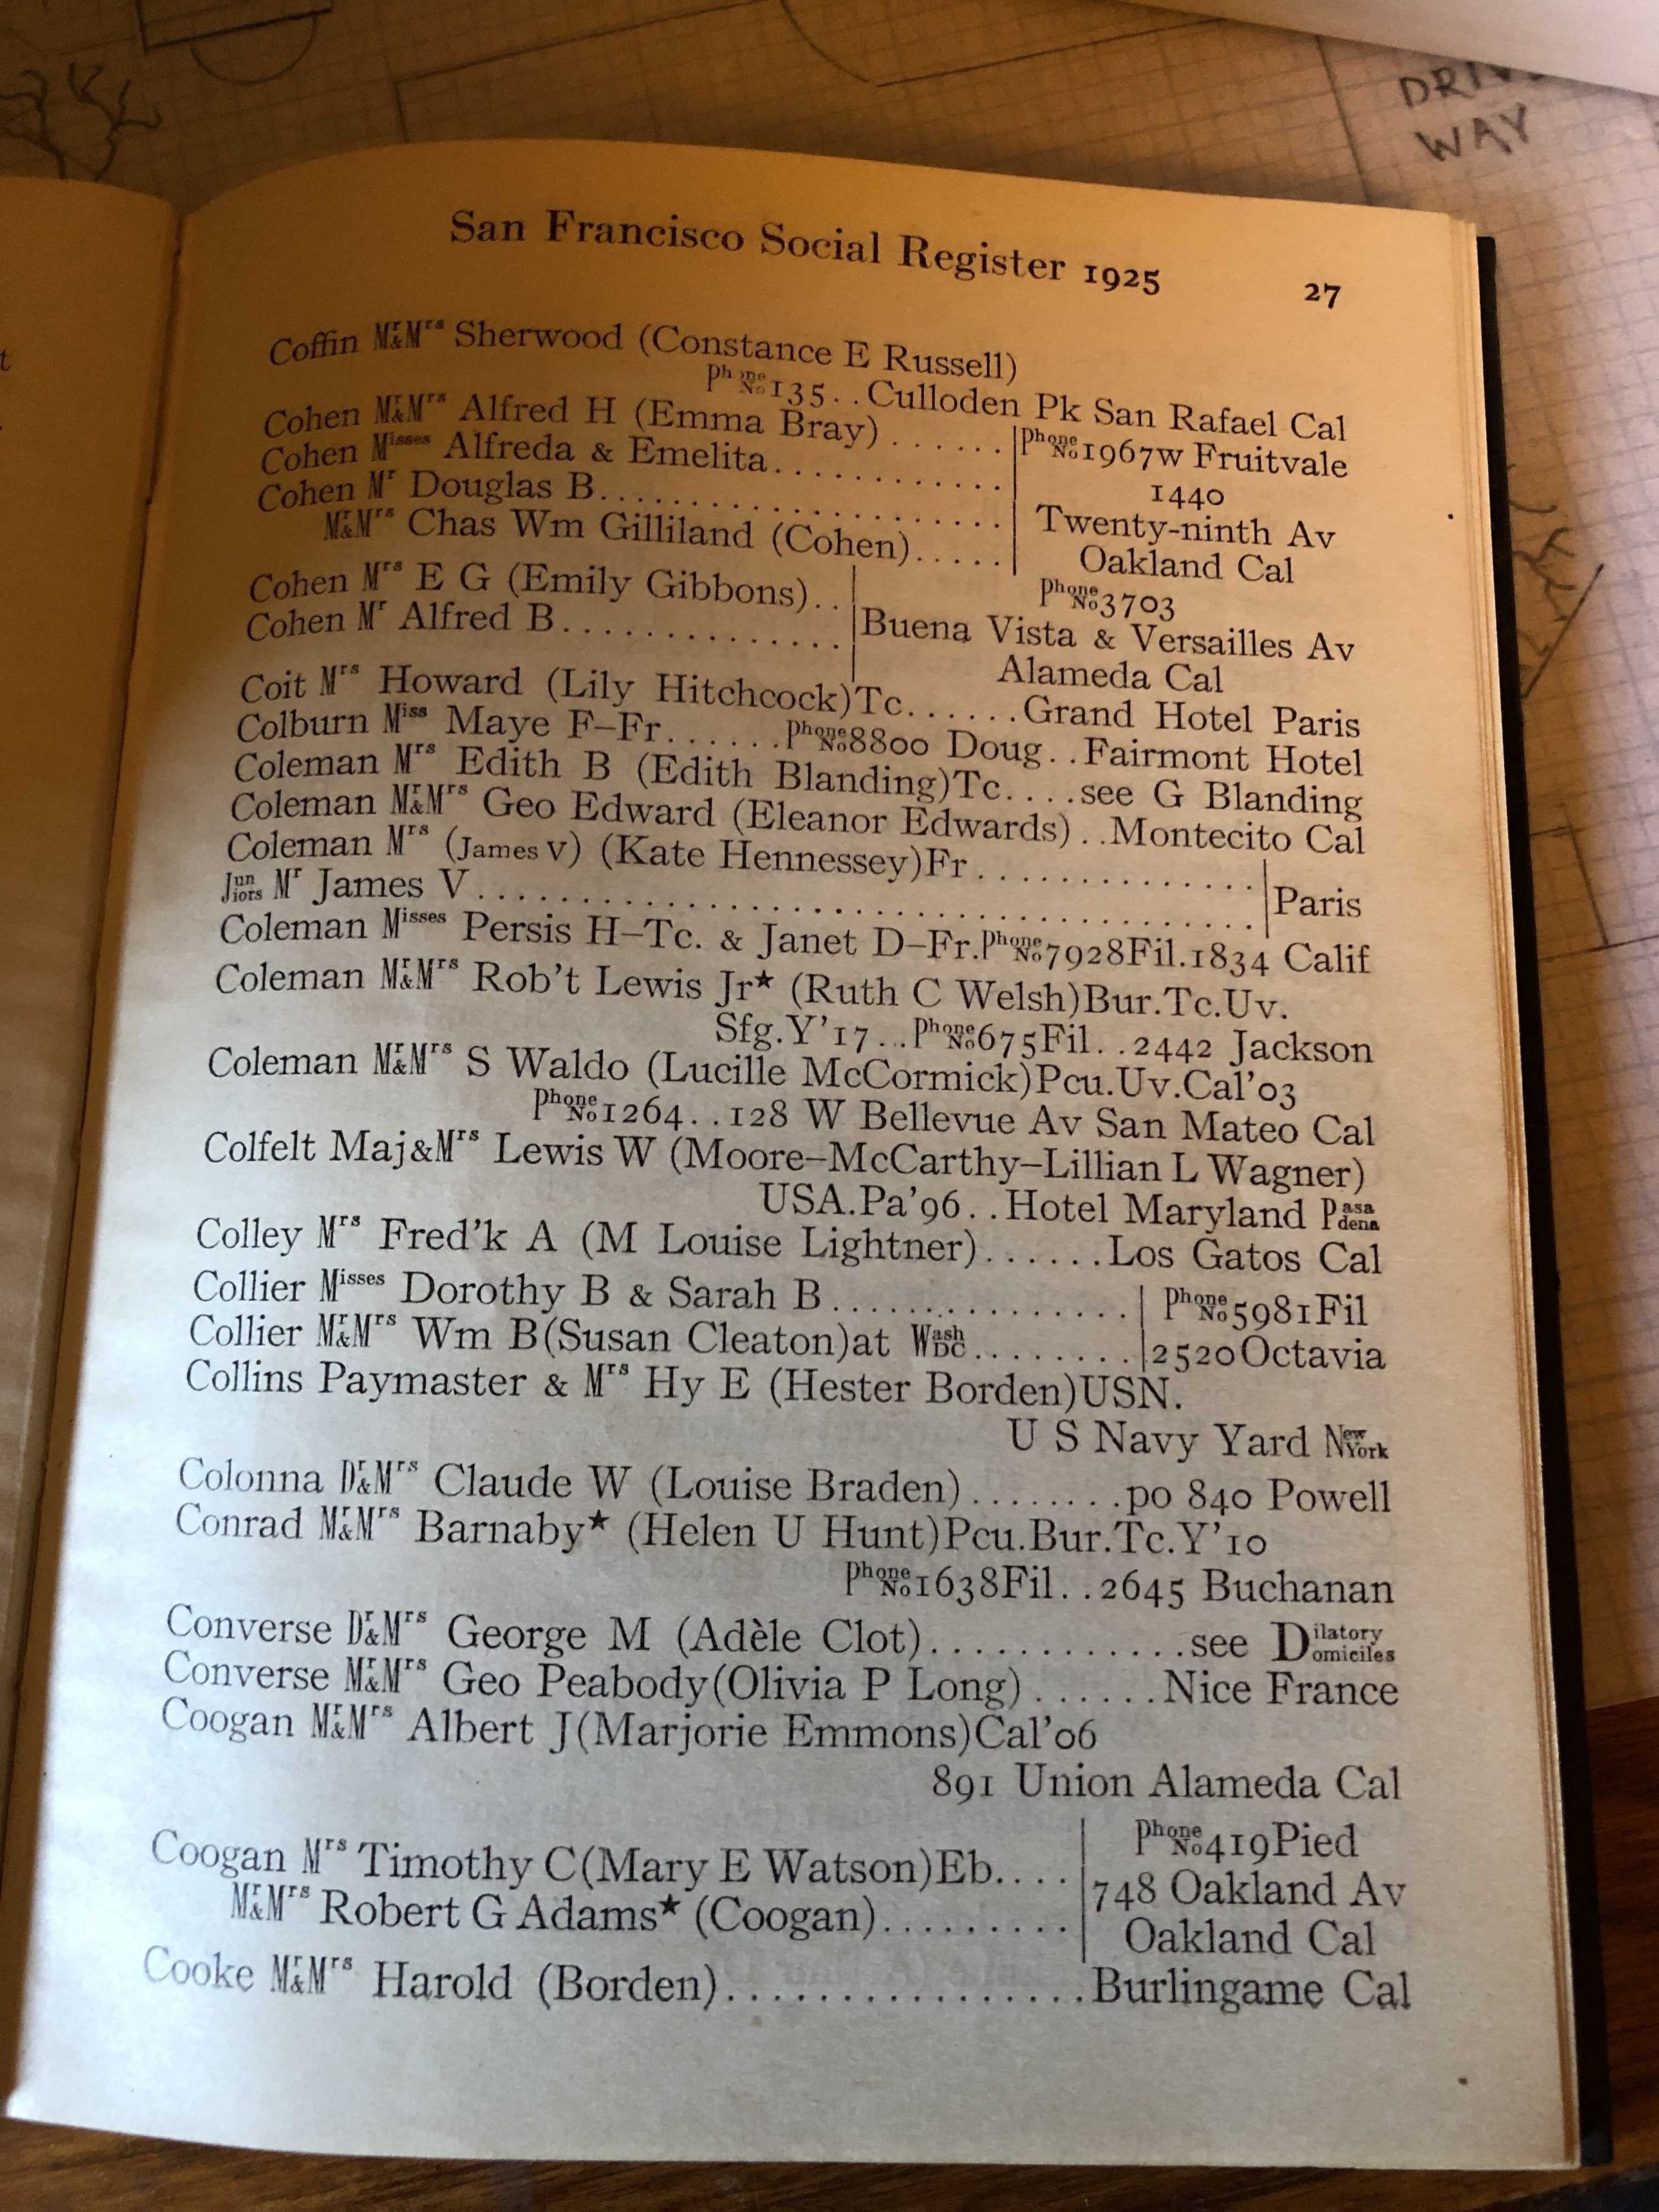 DRIV
WAY
t
San Francisco Social Register 1925 27
Coffin Mr & Mrs Sherwood (Constance E Russell)
Phone No 135..Culloden Pk San Rafael Cal
Cohen Mr & Mrs Alfred H (Emma Bray)......
Cohen Misses Alfreda & Emelita............
Cohen Mr Douglas B..................
Mr & Mrs Chas Wm Gilliland (Cohen).....
Phone No 1967W Fruitvale
1440
Twenty-ninth Av
Oakland Cal
Cohen Mrs E G (Emily Gibbons)..
Cohen Mr Alfred B..............
Phone No 3703
Buena Vista & Versailles Av
Alameda Cal
Coit Mrs Howard (Lily Hitchcock)Tc......Grand Hotel Paris
Colburn Miss Maye F–Fr......Phone No 8800 Doug..Fairmont Hotel
Coleman Mrs Edith B (Edith Blanding)Tc....see G Blanding
Coleman Mr & Mrs Geo Edward (Eleanor Edwards)..Montecito Cal
Coleman Mrs (James V) (Kate Hennessey)Fr..............
Juniors Mr James V..................................
Paris
Coleman Misses Persis H–Tc. & Janet D–Fr.Phone No 7928Fil.1834 Calif
Coleman Mr & Mrs Rob't Lewis Jr★ (Ruth C Welsh)Bur.Tc.Uv.
Sfg.Y'17...Phone No 675Fil..2442 Jackson
Coleman Mr & Mrs S Waldo (Lucille McCormick)Pcu.Uv.Cal'03
Phone No 1264..128 W Bellevue Av San Mateo Cal
Colfelt Maj & Mrs Lewis W (Moore–McCarthy–Lillian L Wagner)
USA.Pa'96..Hotel Maryland Pasadena
Colley Mrs Fred'k A (M Louise Lightner)......Los Gatos Cal
Collier Misses Dorothy B & Sarah B...............
Collier Mr & Mrs Wm B(Susan Cleaton)at Wash DC........
Phone No 5981Fil
2520Octavia
Collins Paymaster & Mrs Hy E (Hester Borden)USN.
U S Navy Yard New York
Colonna Dr & Mrs Claude W (Louise Braden)........po 840 Powell
Conrad Mr & Mrs Barnaby★ (Helen U Hunt)Pcu.Bur.Tc.Y'10
Phone No 1638Fil..2645 Buchanan
Converse Dr & Mrs George M (Adèle Clot)............see Dilatory Domiciles
Converse Mr & Mrs Geo Peabody(Olivia P Long)......Nice France
Coogan Mr & Mrs Albert J(Marjorie Emmons)Cal'06
891 Union Alameda Cal
Coogan Mrs Timothy C(Mary E Watson)Eb....
Mr & Mrs Robert G Adams★ (Coogan).........
Phone No 419Pied
748 Oakland Av
Oakland Cal
Cooke Mr & Mrs Harold (Borden)................Burlingame Cal